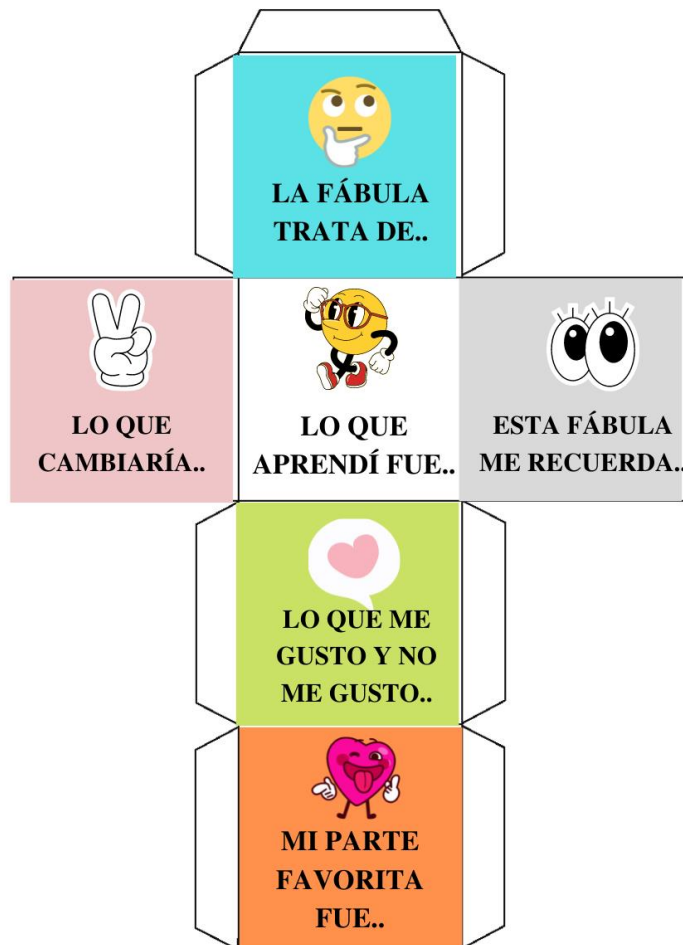 LA FÁBULA
TRATA DE..
LO QUE
CAMBIARÍA..
LO QUE
APRENDÍ FUE..
ESTA FÁBULA
ME RECUERDA..
LO QUE ME
GUSTO Y NO
ME GUSTO..
MI PARTE
FAVORITA
FUE..